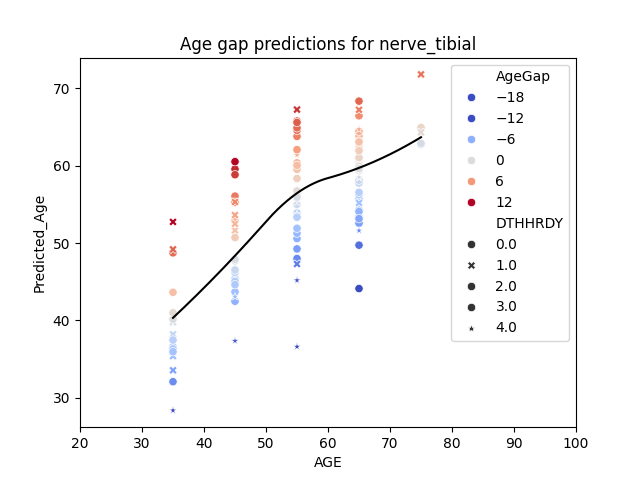 Age gap predictions for nerve_tibial
Predicted_Age
70
60
50
40
30
20 30 40 50 60 70 80 90 100
AGE
AgeGap
−18
−12
−6
0
6
12
DTHHRDY
0.0
1.0
2.0
3.0
4.0